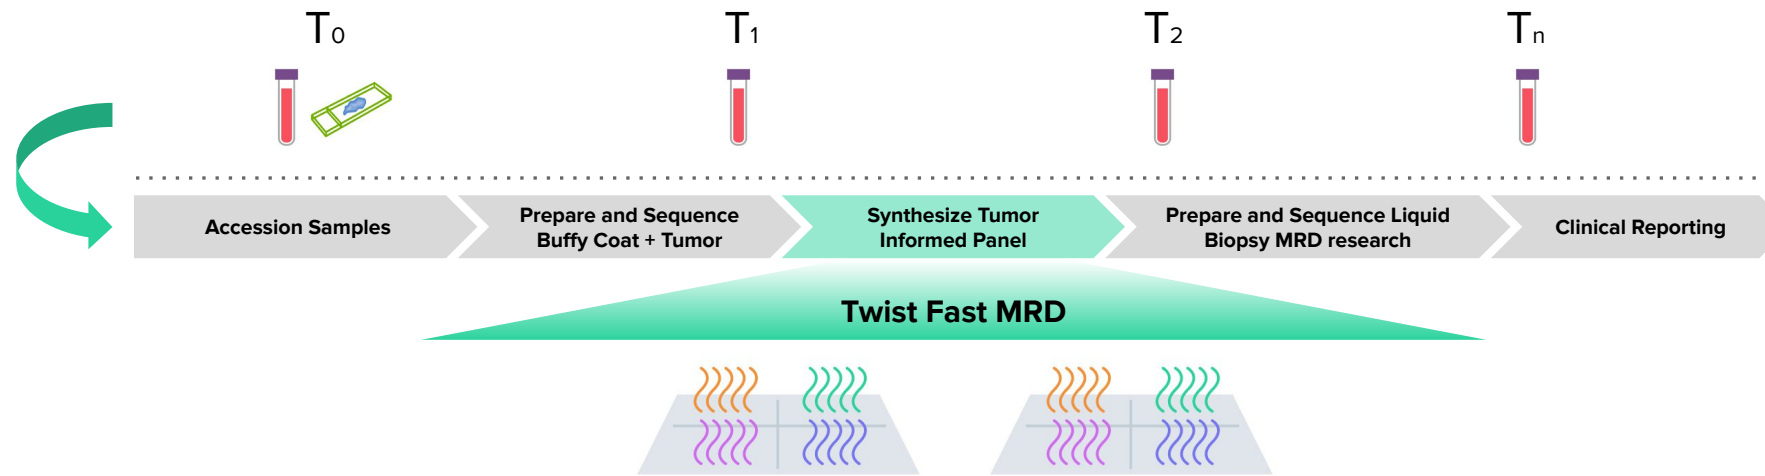 T0
T1
T2
Tn
Accession Samples
Prepare and Sequence
Buffy Coat + Tumor
Synthesize Tumor
Informed Panel
Prepare and Sequence Liquid
Biopsy MRD research
Clinical Reporting
Twist Fast MRD